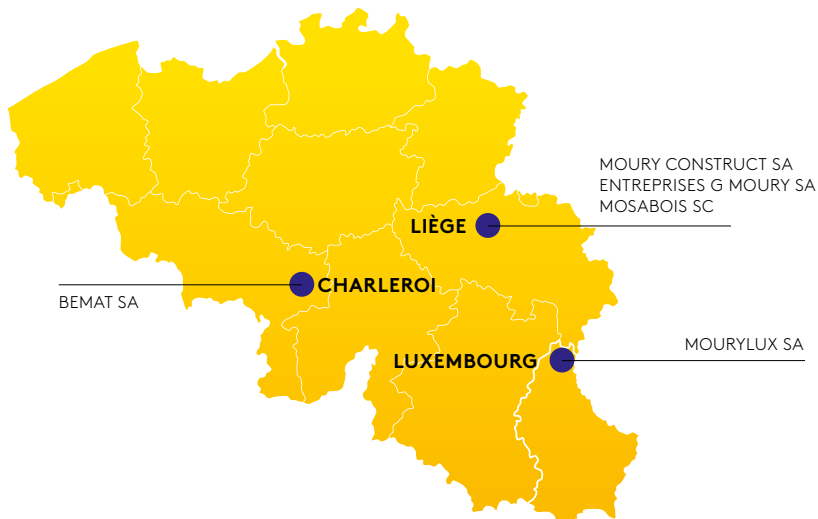 MOURY CONSTRUCT SA
ENTREPRISES G MOURY SA
MOSABOIS SC
LIÈGE
CHARLEROI
BEMAT SA
MOURYLUX SA
LUXEMBOURG